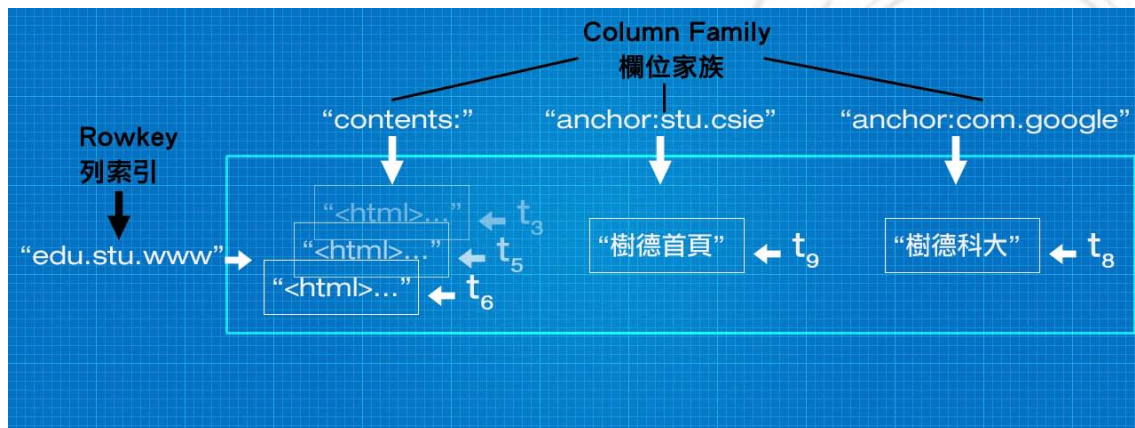 Column Family
欄位家族
“contents:” “anchor:stu.csie” “anchor:com.google”
Rowkey
列索引
“<html>...” t3
“edu.stu.www” “<html>...” t5 “樹德首頁” t9 “樹德科大” t8
“<html>...” t6